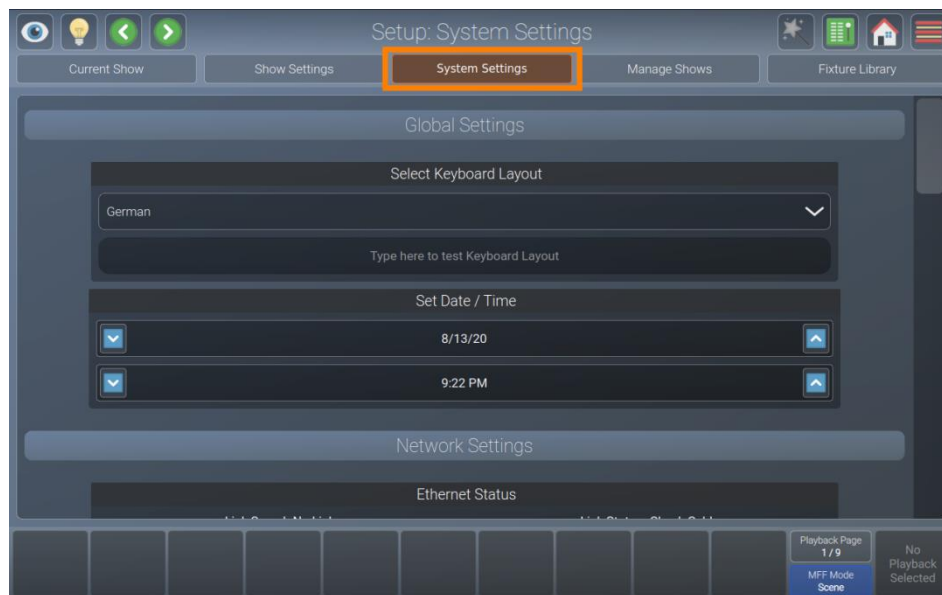 Setup: System Settings
Current Show
Show Settings
System Settings
Manage Shows
Fixture Library
Global Settings
Select Keyboard Layout
German
Type here to test Keyboard Layout
Set Date / Time
8/13/20
9:22 PM
Network Settings
Ethernet Status
Playback Page
1 / 9
MFF Mode
Scene
No
Playback
Selected